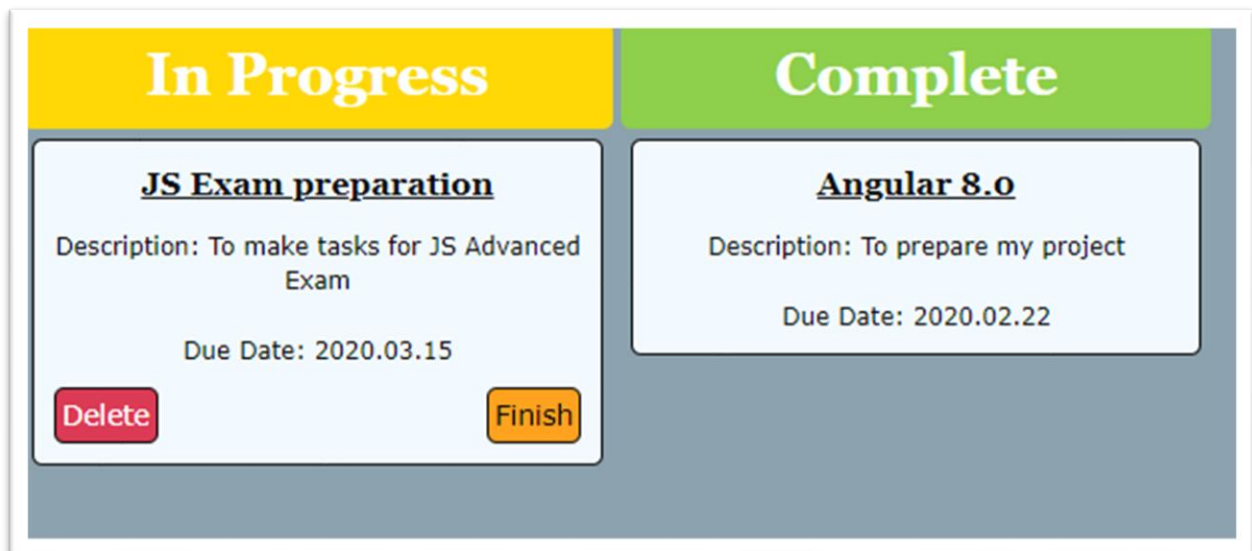 In Progress
Complete
JS Exam preparation
Description: To make tasks for JS Advanced
Exam
Due Date: 2020.03.15
Delete
Finish
Angular 8.0
Description: To prepare my project
Due Date: 2020.02.22